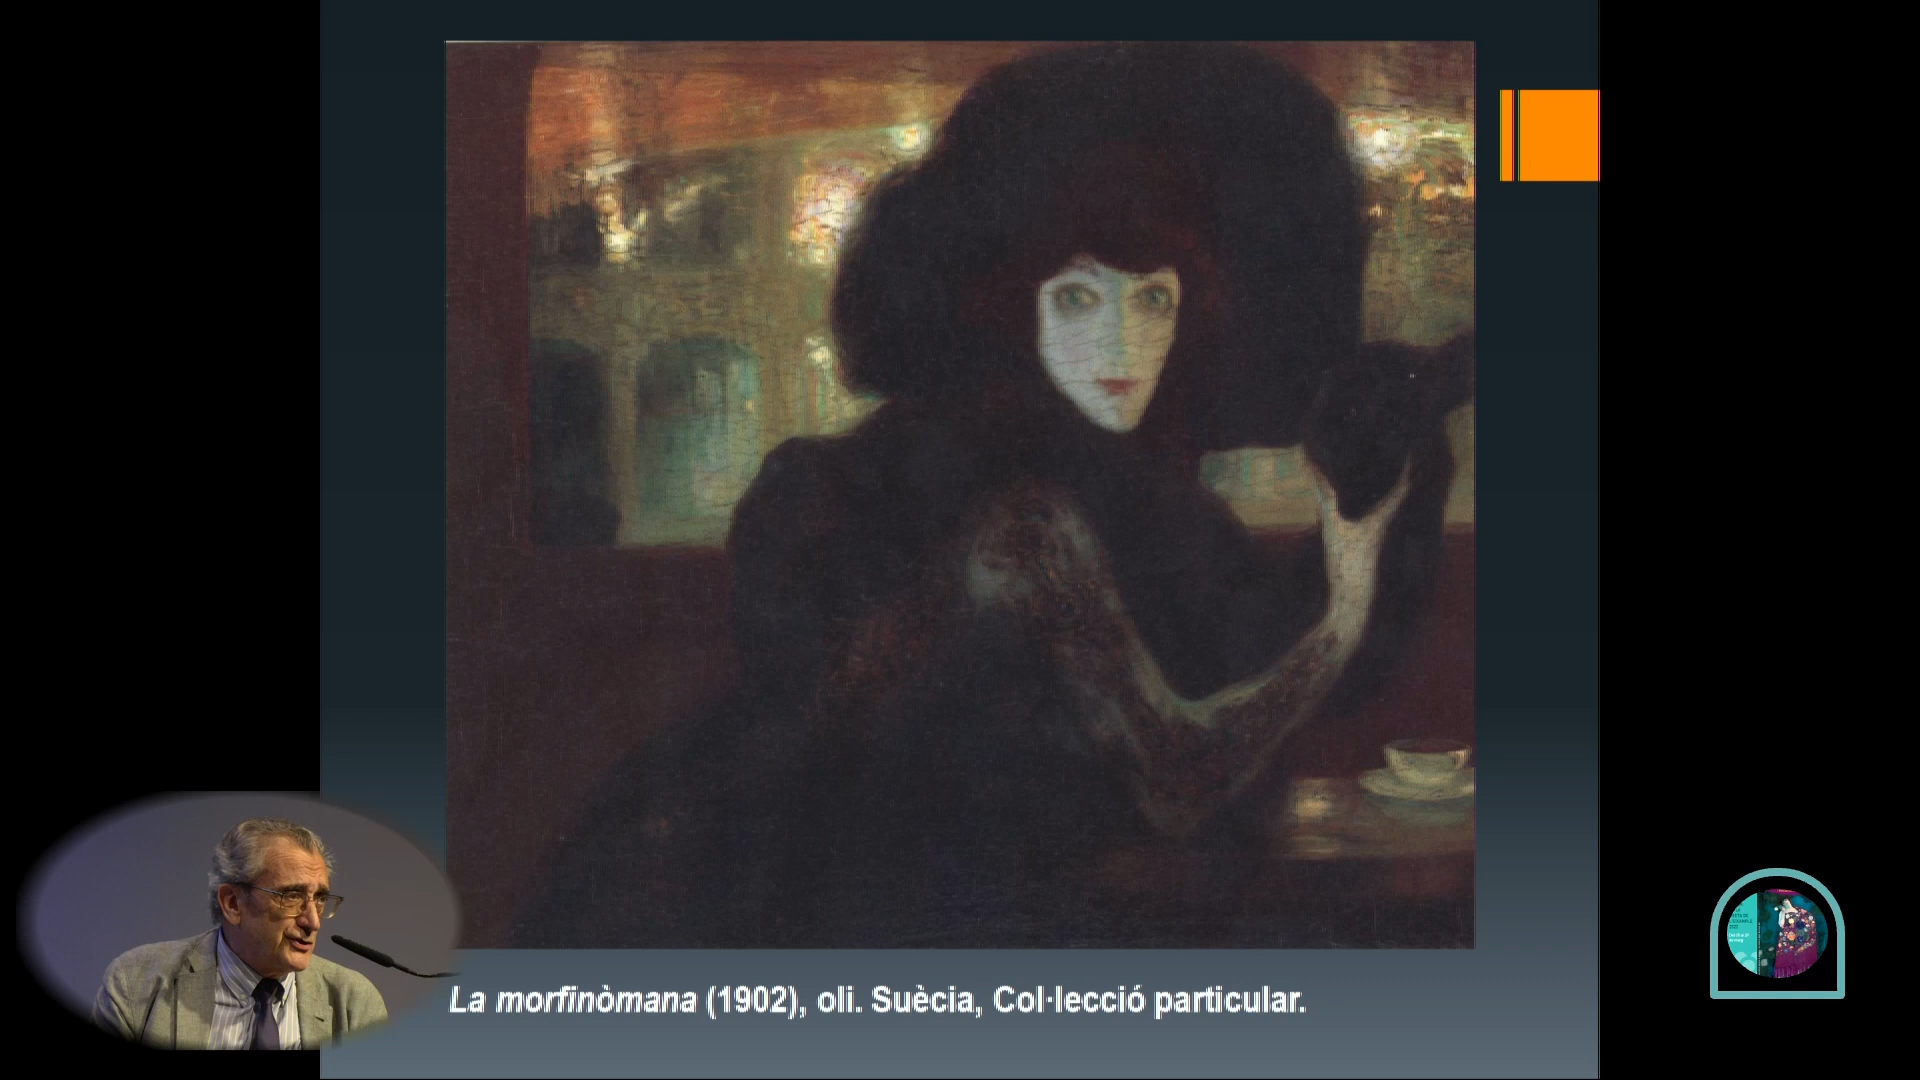 La morfinòmana (1902), oli. Suècia, Col·lecció particular.